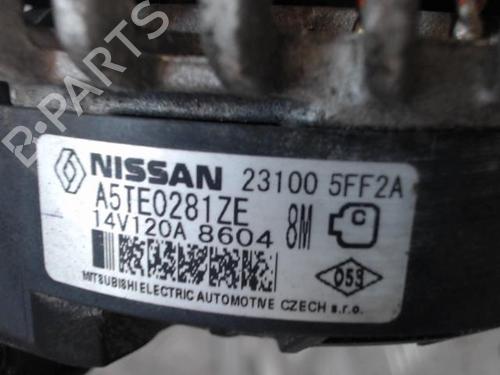 B-PARTS
NISSAN 23100 5FF2A
A5TE0281ZE
14V120A 8604 8M C
053
MITSUBISHI ELECTRIC AUTOMOTIVE CZECH s.r.o.